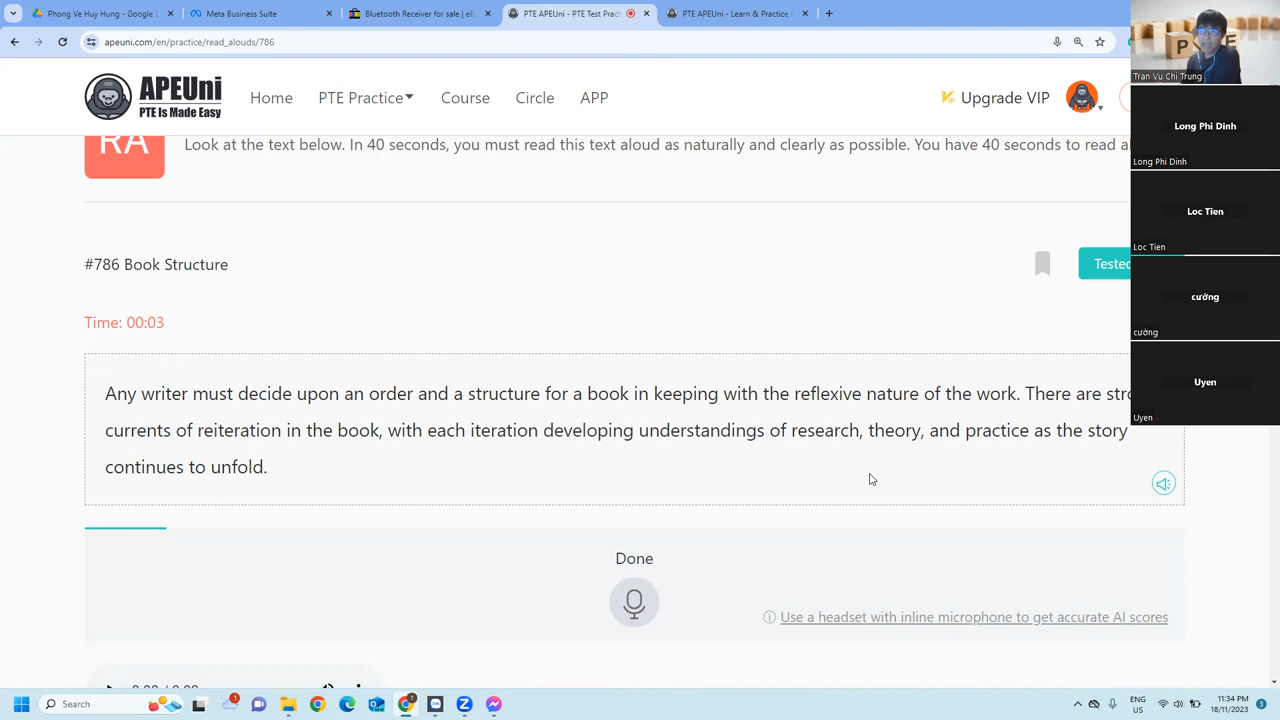 Phong Ve Huy Hung - Google
Meta Business Suite
Bluetooth Receiver for sale | eB
PTE APEUni - PTE Test Prac
PTE APEUni - Learn & Practice
apeuni.com/en/practice/read_alouds/786
APEUni
PTE Is Made Easy
Home
PTE Practice
Course
Circle
APP
Upgrade VIP
Tran Vu Chi Trung
RA
Look at the text below. In 40 seconds, you must read this text aloud as naturally and clearly as possible. You have 40 seconds to read
Long Phi Dinh
Long Phi Dinh
Loc Tien
Loc Tien
cường
cường
Uyen
Uyen
#786 Book Structure
Tested
Time: 00:03
Any writer must decide upon an order and a structure for a book in keeping with the reflexive nature of the work. There are
currents of reiteration in the book, with each iteration developing understandings of research, theory, and practice as the story
continues to unfold.
Done
Use a headset with inline microphone to get accurate AI scores
Search
ENG
US
11:34 PM
18/11/2023